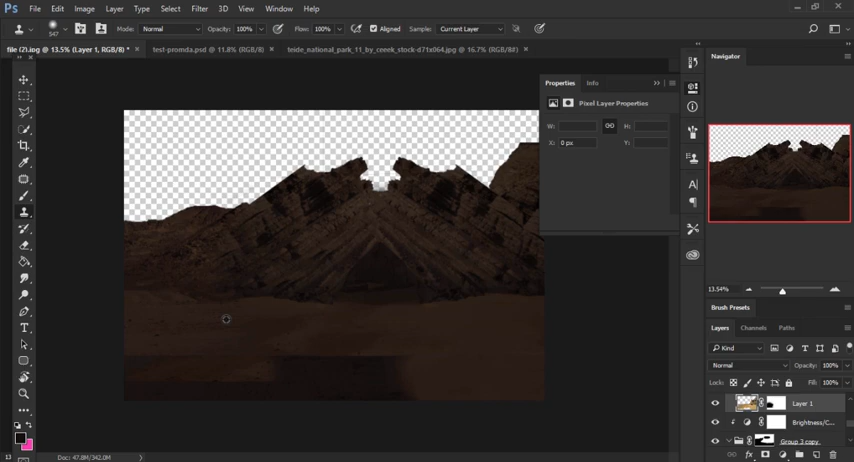 Ps File Edit Image Layer Type Select Filter 3D View Window Help
547 Mode: Normal Opacity: 100% Flow: 100% Aligned Sample: Current Layer
file (2).jpg @ 13.5% (Layer 1, RGB/8) * × test-promda.psd @ 11.8% (RGB/8) × teide_national_park_11_by_ceeek_stock-d71x064.jpg @ 16.7% (RGB/8#) ×
Properties Info
Pixel Layer Properties
W: H:
X: 0 px Y:
Navigator
13.54%
Brush Presets
Layers Channels Paths
Kind
Normal Opacity: 100%
Lock: Fill: 100%
Layer 1
Brightness/C...
Group 3 copy
13 Doc: 47.8M/342.0M